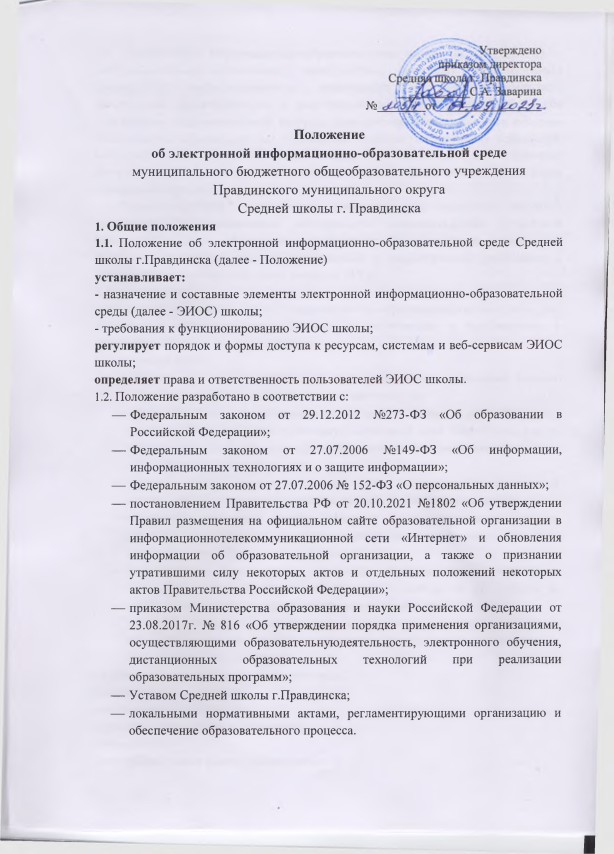 Утверждено
приказом директора
Средняя школа г. Правдинска
С.А. Заварина
№ от
Положение
об электронной информационно-образовательной среде
муниципального бюджетного общеобразовательного учреждения
Правдинского муниципального округа
Средней школы г. Правдинска
1. Общие положения
1.1. Положение об электронной информационно-образовательной среде Средней
школы г.Правдинска (далее - Положение)
устанавливает:
- назначение и составные элементы электронной информационно-образовательной
среды (далее - ЭИОС) школы;
- требования к функционированию ЭИОС школы;
регулирует порядок и формы доступа к ресурсам, системам и веб-сервисам ЭИОС
школы;
определяет права и ответственность пользователей ЭИОС школы.
1.2. Положение разработано в соответствии с:
— Федеральным законом от 29.12.2012 №273-ФЗ «Об образовании в
Российской Федерации»;
— Федеральным законом от 27.07.2006 №149-ФЗ «Об информации,
информационных технологиях и о защите информации»;
— Федеральным законом от 27.07.2006 № 152-ФЗ «О персональных данных»;
— постановлением Правительства РФ от 20.10.2021 №1802 «Об утверждении
Правил размещения на официальном сайте образовательной организации в
информационнотелекоммуникационной сети «Интернет» и обновления
информации об образовательной организации, а также о признании
утратившими силу некоторых актов и отдельных положений некоторых
актов Правительства Российской Федерации»;
— приказом Министерства образования и науки Российской Федерации от
23.08.2017г. № 816 «Об утверждении порядка применения организациями,
осуществляющими образовательнуюдеятельность, электронного обучения,
дистанционных образовательных технологий при реализации
образовательных программ»;
— Уставом Средней школы г.Правдинска;
— локальными нормативными актами, регламентирующими организацию и
обеспечение образовательного процесса.